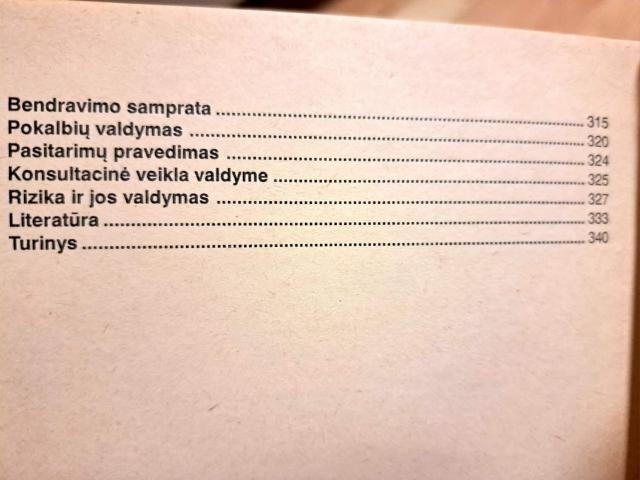 Bendravimo samprata ........................................................ 315
Pokalbių valdymas ........................................................ 320
Pasitarimų pravedimas ........................................................ 324
Konsultacinė veikla valdyme ........................................................ 325
Rizika ir jos valdymas ........................................................ 327
Literatūra ........................................................ 333
Turinys ........................................................ 340